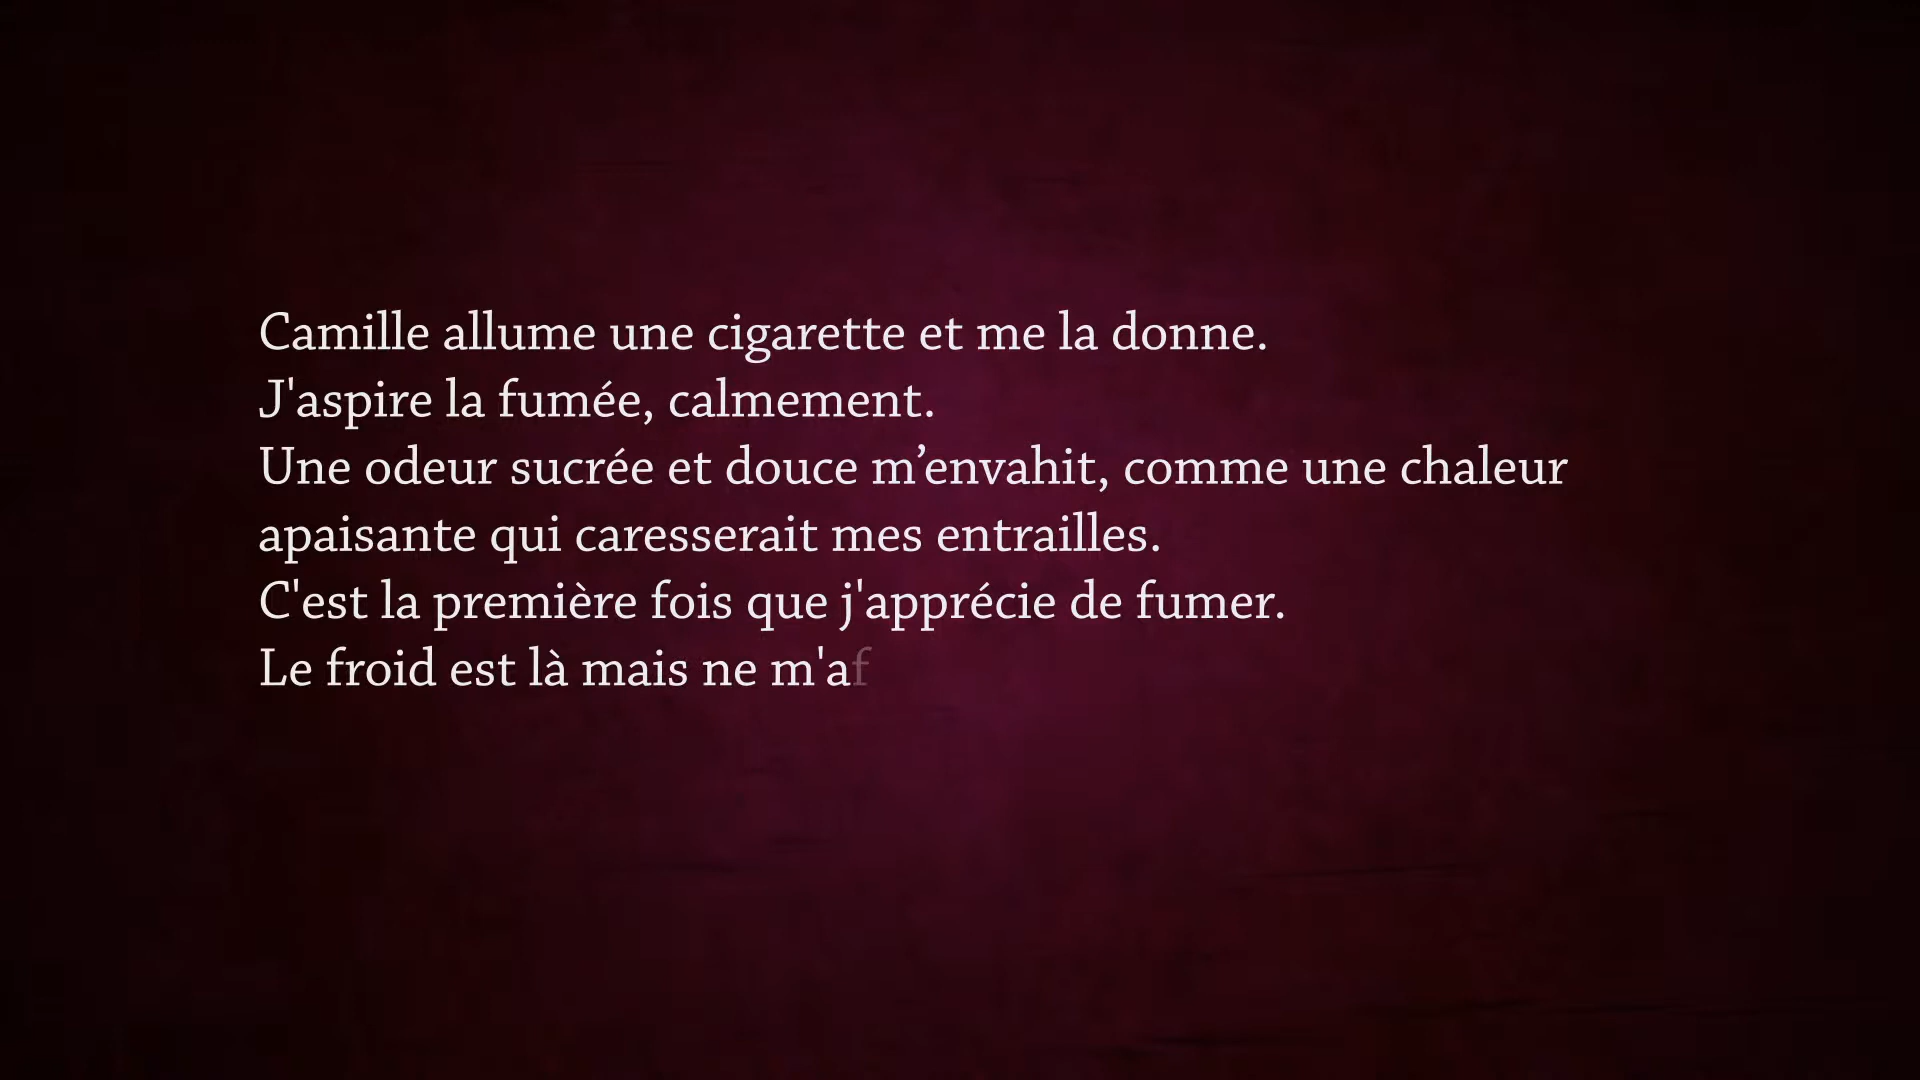 Camille allume une cigarette et me la donne.
J'aspire la fumée, calmement.
Une odeur sucrée et douce m’envahit, comme une chaleur
apaisante qui caresserait mes entrailles.
C'est la première fois que j'apprécie de fumer.
Le froid est là mais ne m'af